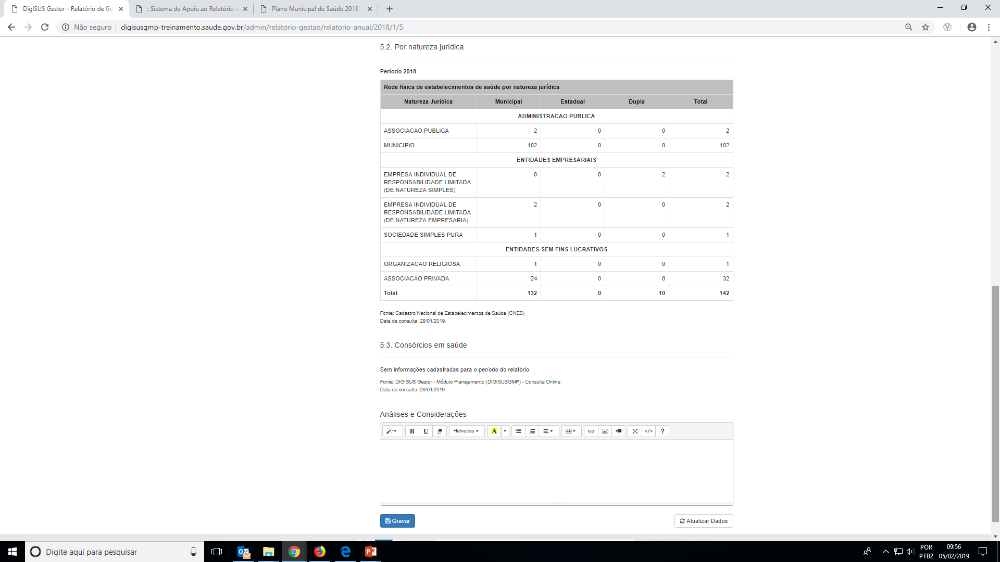 DigiSUS Gestor - Relatório de Ge
: Sistema de Apoio ao Relatório d
Plano Municipal de Saúde 2018-2
Não seguro
digisusgmp-treinamento.saude.gov.br/admin/relatorio-gestao/relatorio-anual/2018/1/5
5.2. Por natureza jurídica
Período 2018
Rede física de estabelecimentos de saúde por natureza jurídica
Natureza Jurídica Municipal Estadual Dupla Total
ADMINISTRACAO PUBLICA
ASSOCIACAO PUBLICA 2 0 0 2
MUNICIPIO 102 0 0 102
ENTIDADES EMPRESARIAIS
EMPRESA INDIVIDUAL DE 0 0 2 2
RESPONSABILIDADE LIMITADA
(DE NATUREZA SIMPLES)
EMPRESA INDIVIDUAL DE 2 0 0 2
RESPONSABILIDADE LIMITADA
(DE NATUREZA EMPRESARIA)
SOCIEDADE SIMPLES PURA 1 0 0 1
ENTIDADES SEM FINS LUCRATIVOS
ORGANIZACAO RELIGIOSA 1 0 0 1
ASSOCIACAO PRIVADA 24 0 8 32
Total 132 0 10 142
Fonte: Cadastro Nacional de Estabelecimentos de Saúde (CNES)
Data da consulta: 28/01/2019.
5.3. Consórcios em saúde
Sem informações cadastradas para o período do relatório
Fonte: DIGISUS Gestor - Módulo Planejamento (DIGISUSGMP) - Consulta Online
Data da consulta: 28/01/2019.
Análises e Considerações
B U Helvetica A </> ?
Gravar
Atualizar Dados
Digite aqui para pesquisar
POR
PTB2
09:56
05/02/2019